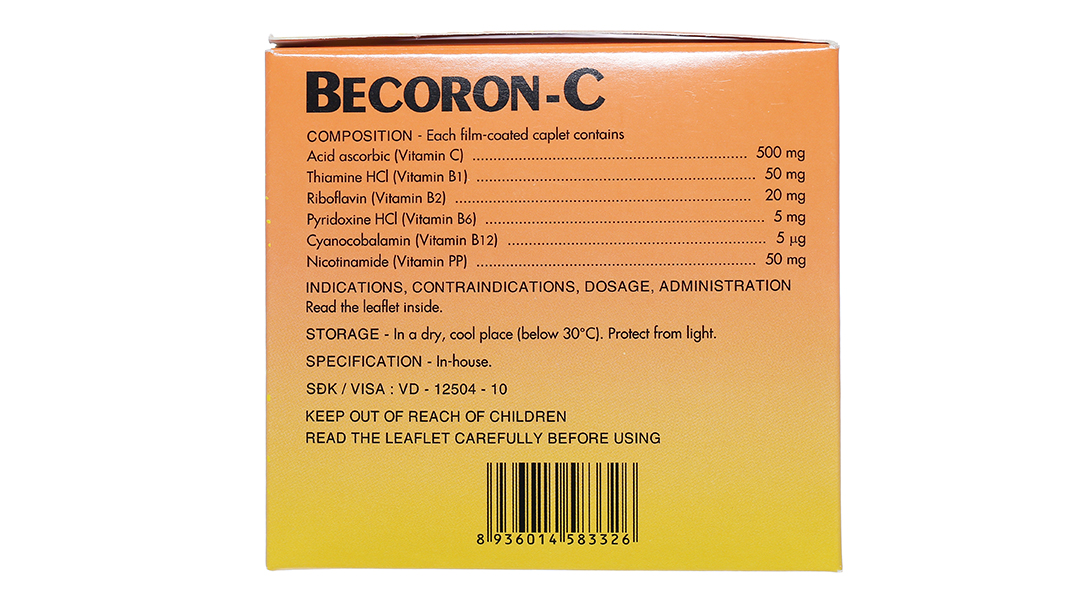 BECORON-C
COMPOSITION - Each film-coated caplet contains
Acid ascorbic (Vitamin C) ........................ 500 mg
Thiamine HCl (Vitamin B1) ........................ 50 mg
Riboflavin (Vitamin B2) ........................ 20 mg
Pyridoxine HCl (Vitamin B6) ........................ 5 mg
Cyanocobalamin (Vitamin B12) ........................ 5 µg
Nicotinamide (Vitamin PP) ........................ 50 mg
INDICATIONS, CONTRAINDICATIONS, DOSAGE, ADMINISTRATION
Read the leaflet inside.
STORAGE - In a dry, cool place (below 30°C). Protect from light.
SPECIFICATION - In-house.
SĐK / VISA : VD - 12504 - 10
KEEP OUT OF REACH OF CHILDREN
READ THE LEAFLET CAREFULLY BEFORE USING
8 936014 583326